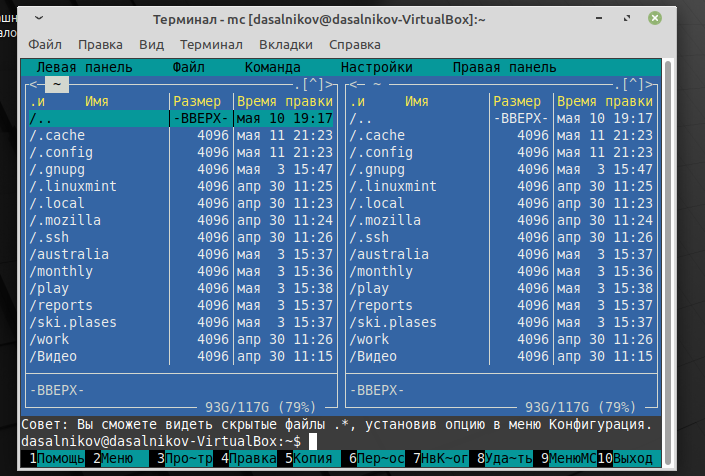 Терминал - mc [dasalnikov@dasalnikov-VirtualBox]:~
Файл Правка Вид Терминал Вкладки Справка
Левая панель Файл Команда Настройки Правая панель
<— ~ .[^]> <— ~ .[^]>
.и Имя Размер Время правки .и Имя Размер Время правки
/.. -ВВЕРХ- мая 10 19:17 /.. -ВВЕРХ- мая 10 19:17
/.cache 4096 мая 11 21:23 /.cache 4096 мая 11 21:23
/.config 4096 мая 11 21:23 /.config 4096 мая 11 21:23
/.gnupg 4096 мая 3 15:47 /.gnupg 4096 мая 3 15:47
/.linuxmint 4096 апр 30 11:25 /.linuxmint 4096 апр 30 11:25
/.local 4096 апр 30 11:23 /.local 4096 апр 30 11:23
/.mozilla 4096 апр 30 11:24 /.mozilla 4096 апр 30 11:24
/.ssh 4096 апр 30 11:26 /.ssh 4096 апр 30 11:26
/australia 4096 мая 3 15:37 /australia 4096 мая 3 15:37
/monthly 4096 мая 3 15:36 /monthly 4096 мая 3 15:36
/play 4096 мая 3 15:38 /play 4096 мая 3 15:38
/reports 4096 мая 3 15:37 /reports 4096 мая 3 15:37
/ski.plases 4096 мая 3 15:37 /ski.plases 4096 мая 3 15:37
/work 4096 апр 30 11:26 /work 4096 апр 30 11:26
/Видео 4096 апр 30 11:15 /Видео 4096 апр 30 11:15
-ВВЕРХ- -ВВЕРХ-
93G/117G (79%) 93G/117G (79%)
Совет: Вы сможете видеть скрытые файлы .*, установив опцию в меню Конфигурация.
dasalnikov@dasalnikov-VirtualBox:~$
1Помощь 2Меню 3Про~тр 4Правка 5Копия 6Пер~ос 7НвК~ог 8Уда~ть 9МенюМС 10Выход